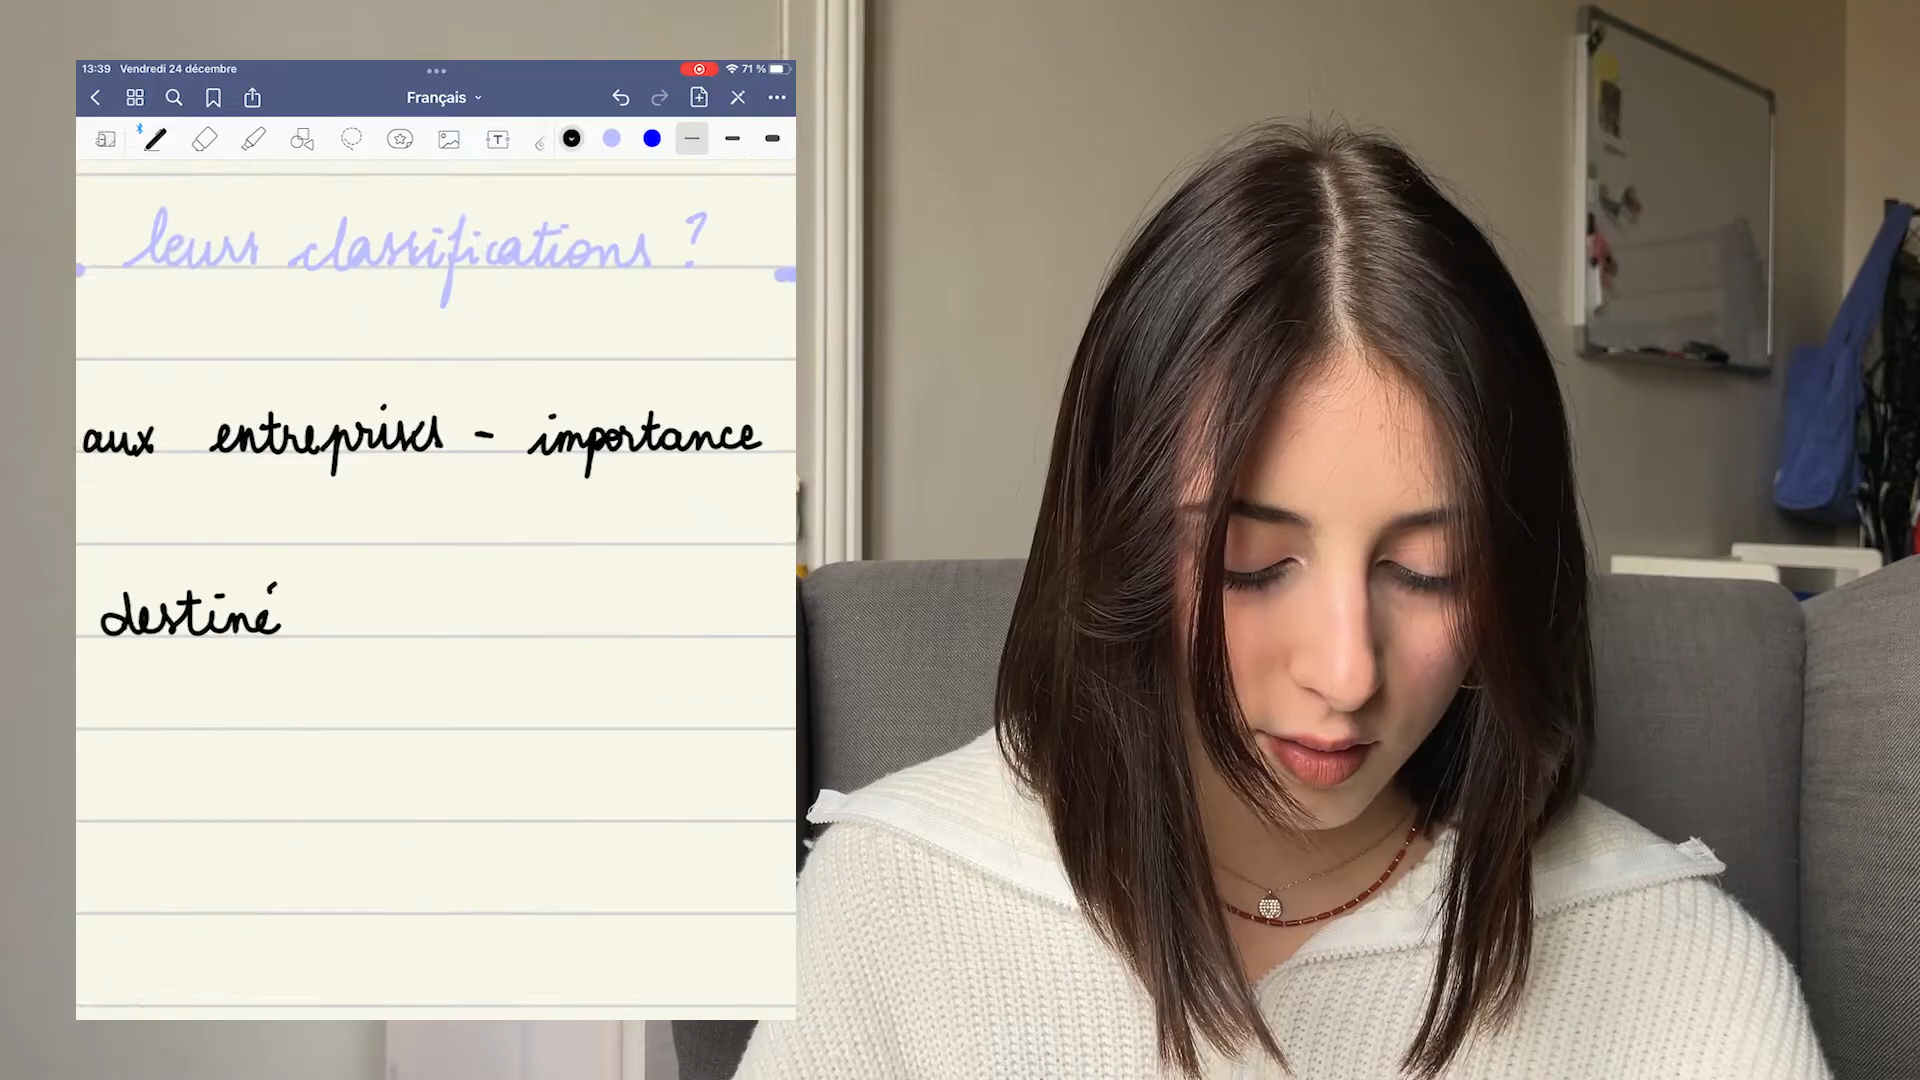 13:39 Vendredi 24 décembre 71 %
Français
T
leurs classifications ?
aux entreprises - importance
destiné